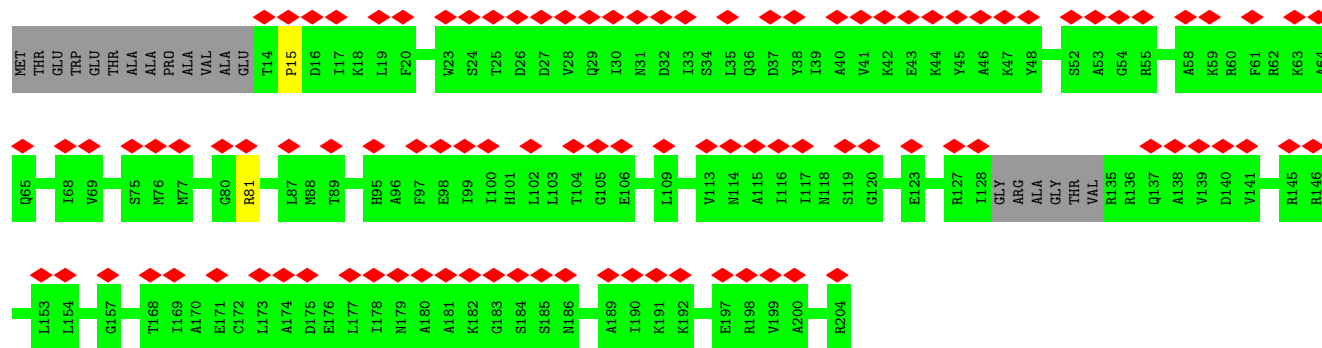 MET THR GLU TRP GLU THR ALA ALA PRO ALA VAL ALA GLU T14 P15 D16 I17 K18 L19 F20 W23 S24 T25 D26 D27 V28 Q29 I30 N31 D32 I33 S34 L35 Q36 D37 Y38 I39 A40 V41 K42 E43 K44 Y45 A46 K47 Y48 S52 A53 G54 R55 A58 K59 R60 F61 R62 K63 A64
Q65 I68 V69 S75 M76 M77 G80 R81 L87 M88 T89 H95 A96 F97 E98 I99 I100 H101 L102 L103 T104 G105 E106 L109 V113 N114 A115 I116 I117 N118 S119 G120 E123 R127 I128 GLY ARG ALA GLY THR VAL R135 R136 Q137 A138 V139 D140 V141 R145 R146
L153 L154 G157 T168 I169 A170 E171 C172 L173 A174 D175 E176 L177 I178 N179 A180 A181 K182 G183 S184 S185 N186 A189 I190 K191 K192 E197 R198 V199 A200 R204